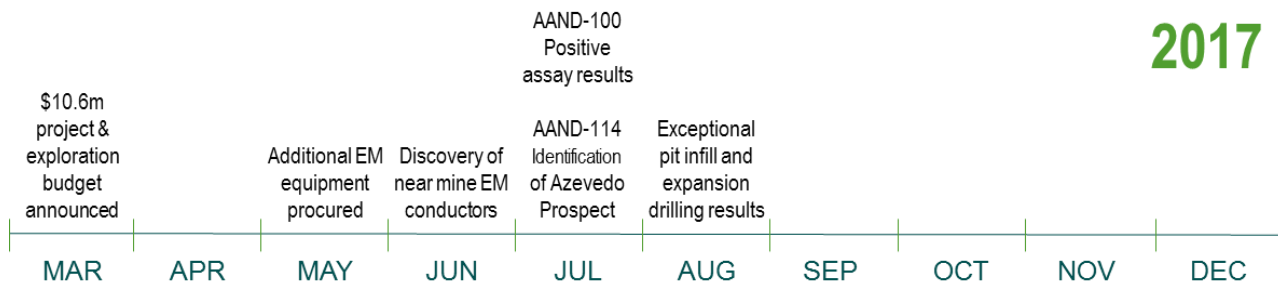 2017
AAND-100
Positive
assay results
$10.6m
project &
exploration
budget
announced
Additional EM
equipment
procured
Discovery of
near mine EM
conductors
AAND-114
Identification
of Azevedo
Prospect
Exceptional
pit infill and
expansion
drilling results
MAR APR MAY JUN JUL AUG SEP OCT NOV DEC